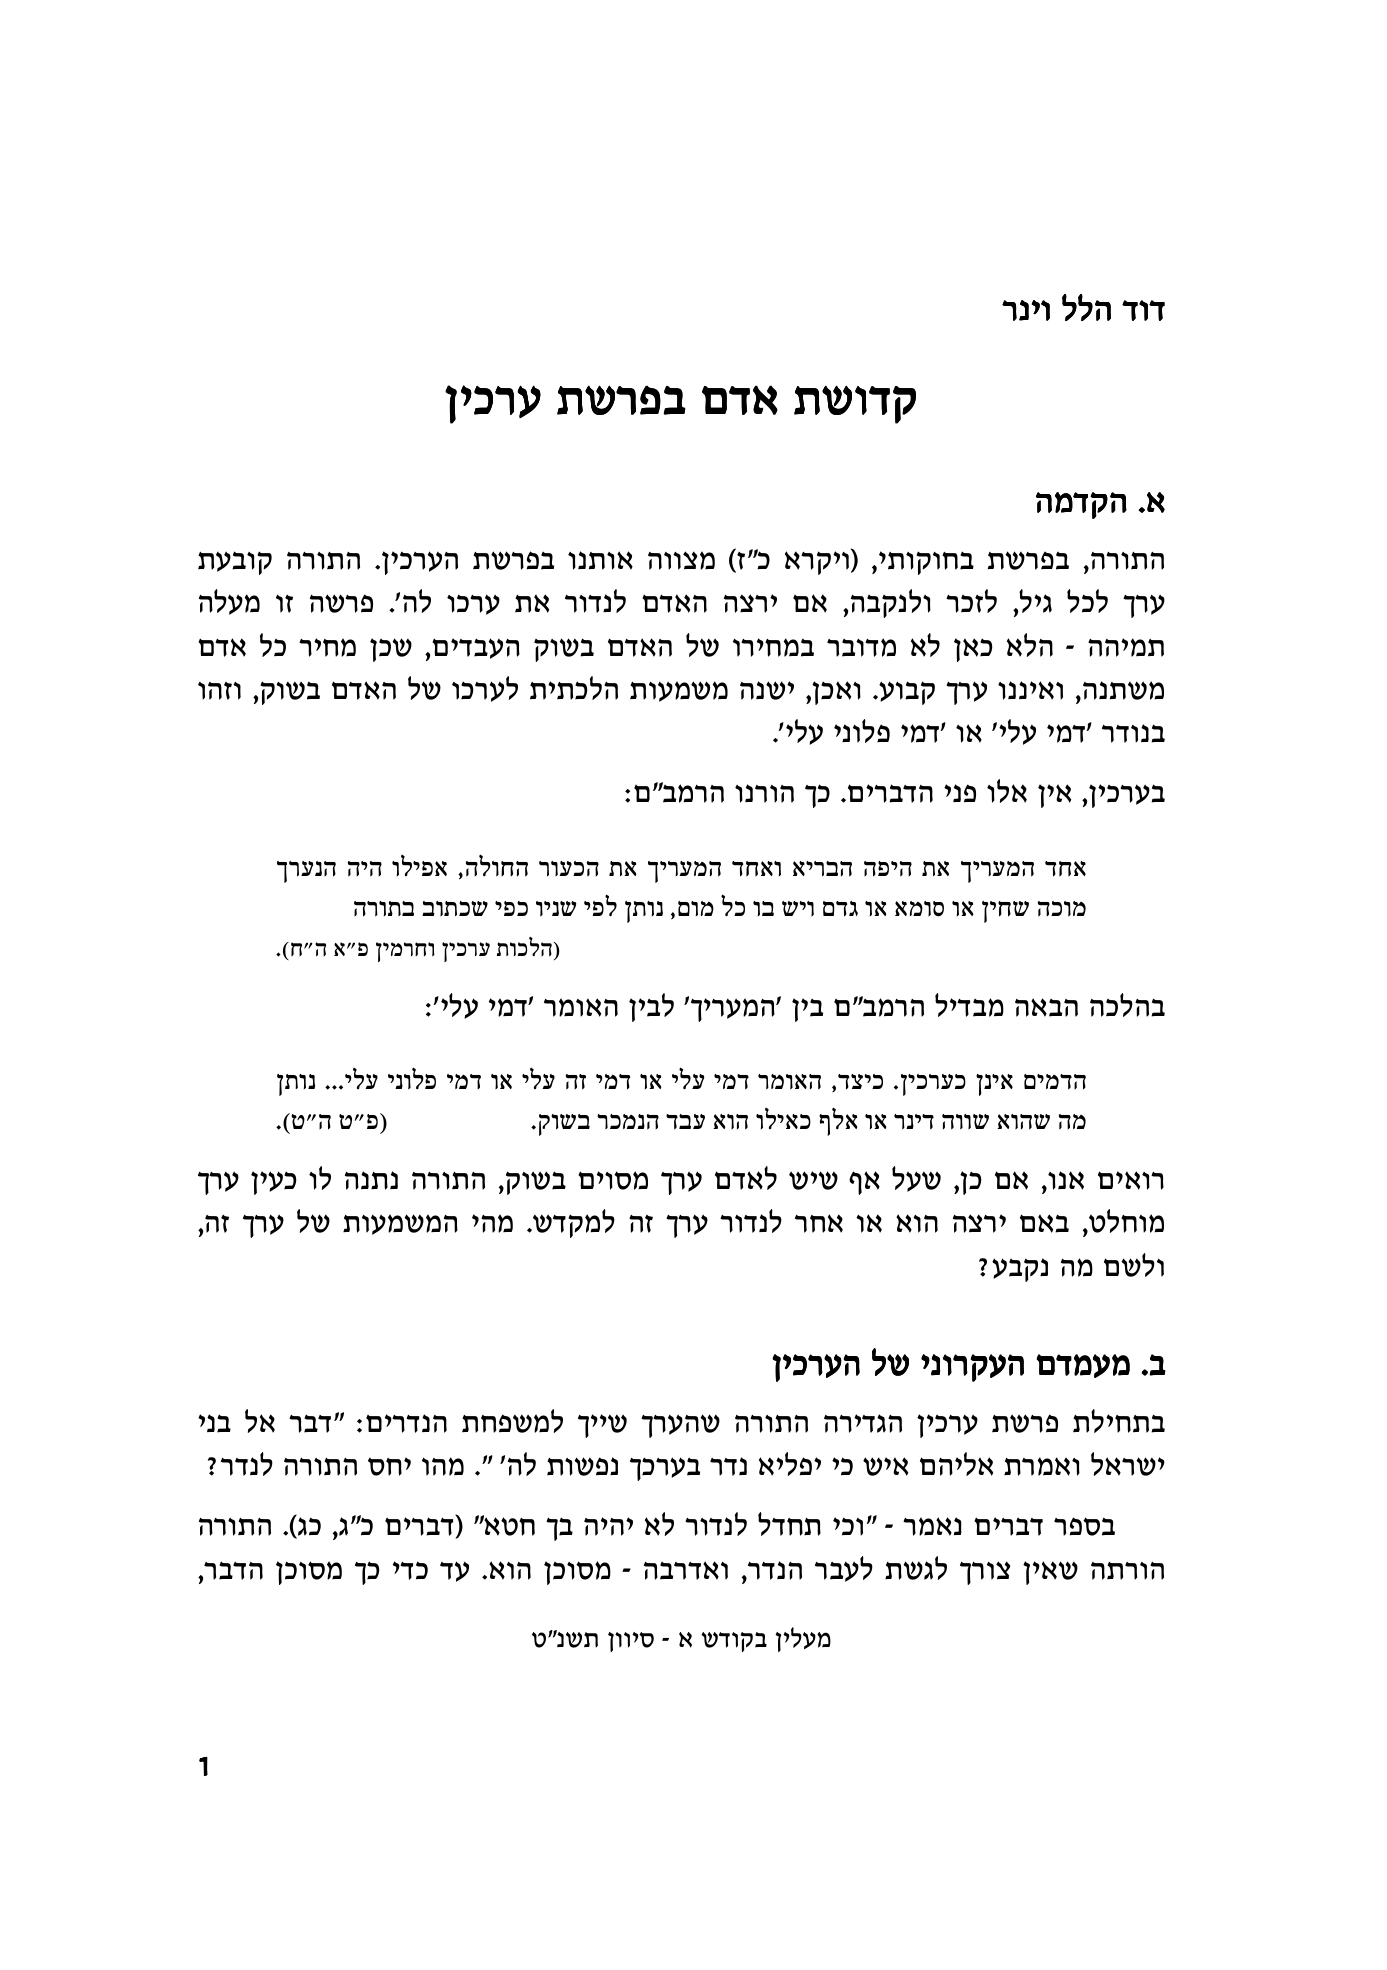 דוד הלל וינר
קדושת אדם בפרשת ערכין
א. הקדמה
התורה, בפרשת בחוקותי, (ויקרא כ"ז) מצווה אותנו בפרשת הערכין. התורה קובעת
ערך לכל גיל, לזכר ולנקבה, אם ירצה האדם לנדור את ערכו לה'. פרשה זו מעלה
תמיהה - הלא כאן לא מדובר במחירו של האדם בשוק העבדים, שכן מחיר כל אדם
משתנה, ואיננו ערך קבוע. ואכן, ישנה משמעות הלכתית לערכו של האדם בשוק, וזהו
בנודר 'דמי עלי' או 'דמי פלוני עלי'.
בערכין, אין אלו פני הדברים. כך הורנו הרמב"ם:
אחד המעריך את היפה הבריא ואחד המעריך את הכעור החולה, אפילו היה הנערך
מוכה שחין או סומא או גדם ויש בו כל מום, נותן לפי שניו כפי שכתוב בתורה
(הלכות ערכין וחרמין פ"א ה"ח).
בהלכה הבאה מבדיל הרמב"ם בין 'המעריך' לבין האומר 'דמי עלי':
הדמים אינן כערכין. כיצד, האומר דמי עלי או דמי זה עלי או דמי פלוני עלי... נותן
מה שהוא שווה דינר או אלף כאילו הוא עבד הנמכר בשוק. (פ"ט ה"ט).
רואים אנו, אם כן, שעל אף שיש לאדם ערך מסוים בשוק, התורה נתנה לו כעין ערך
מוחלט, באם ירצה הוא או אחר לנדור ערך זה למקדש. מהי המשמעות של ערך זה,
ולשם מה נקבע?
ב. מעמדם העקרוני של הערכין
בתחילת פרשת ערכין הגדירה התורה שהערך שייך למשפחת הנדרים: "דבר אל בני
ישראל ואמרת אליהם איש כי יפליא נדר בערכך נפשות לה' ". מהו יחס התורה לנדר?
בספר דברים נאמר - "וכי תחדל לנדור לא יהיה בך חטא" (דברים כ"ג, כג). התורה
הורתה שאין צורך לגשת לעבר הנדר, ואדרבה - מסוכן הוא. עד כדי כך מסוכן הדבר,
מעלין בקודש א - סיוון תשנ"ט
1